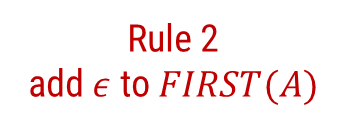 Rule 2
add ϵ to FIRST(A)